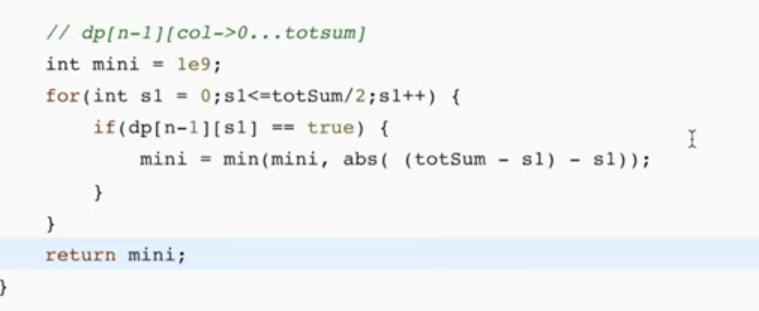 // dp[n-1][col->0...totsum]
int mini = 1e9;
for(int s1 = 0;s1<=totSum/2;s1++) {
if(dp[n-1][s1] == true) {
mini = min(mini, abs( (totSum - s1) - s1));
}
}
return mini;
}